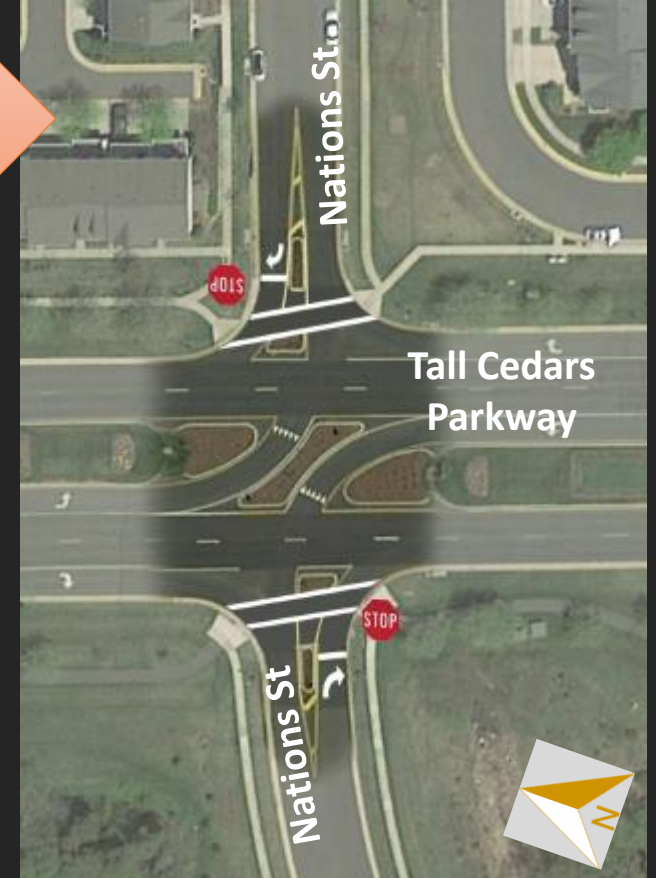 Nations St.
STOP
Tall Cedars
Parkway
STOP
Nations St
N